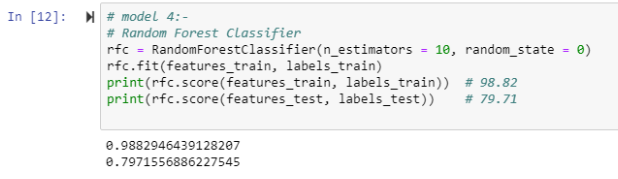 In [12]:
# model 4:-
# Random Forest Classifier
rfc = RandomForestClassifier(n_estimators = 10, random_state = 0)
rfc.fit(features_train, labels_train)
print(rfc.score(features_train, labels_train))  # 98.82
print(rfc.score(features_test, labels_test))    # 79.71
0.9882946439128207
0.7971556886227545